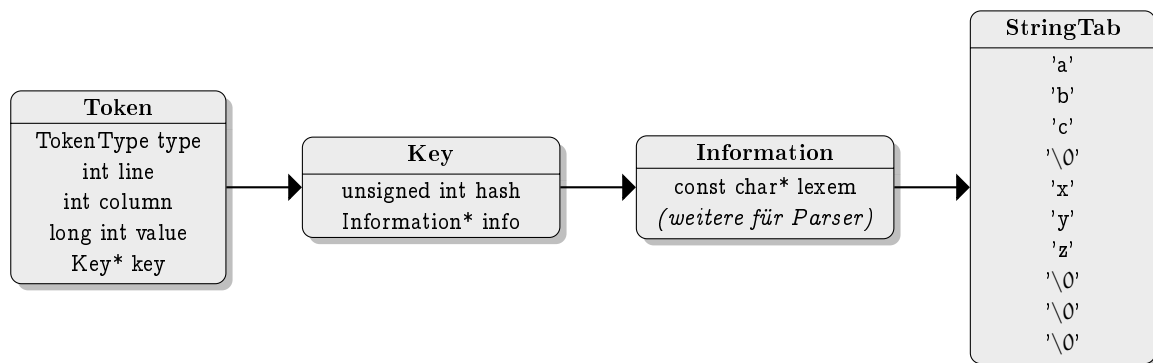 Token
TokenType type
int line
int column
long int value
Key* key
Key
unsigned int hash
Information* info
Information
const char* lexem
(weitere für Parser)
StringTab
'a'
'b'
'c'
'\0'
'x'
'y'
'z'
'\0'
'\0'
'\0'